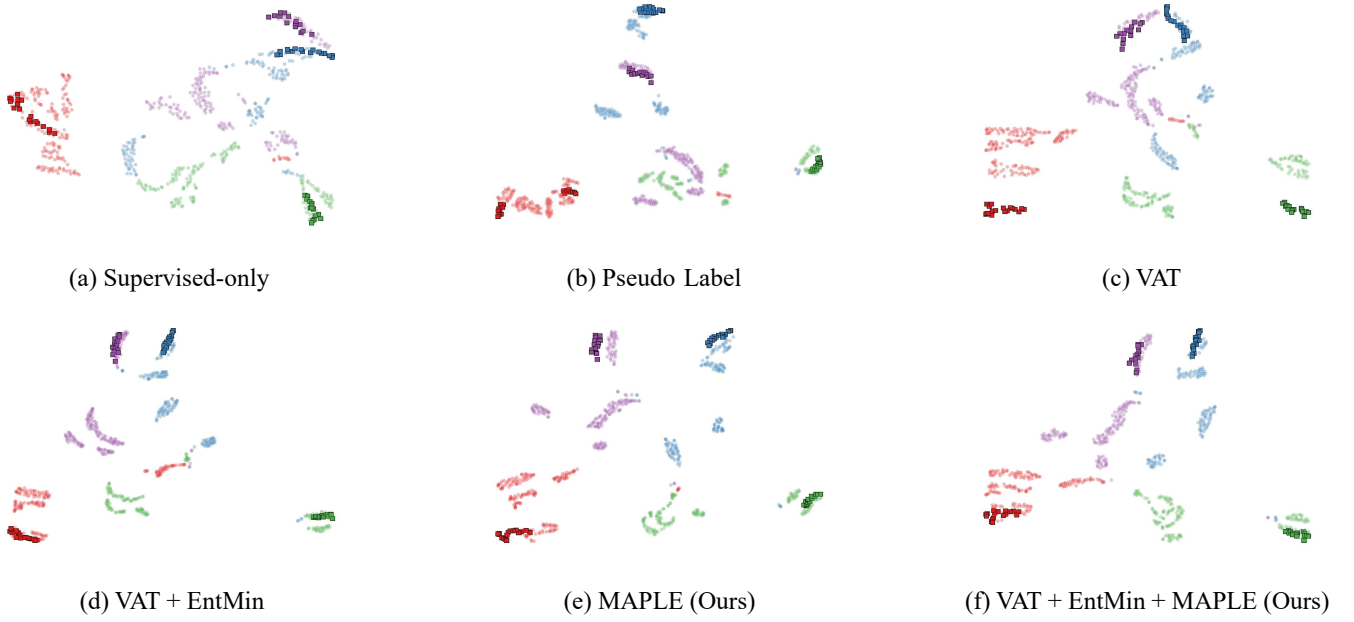 (a) Supervised-only
(b) Pseudo Label
(c) VAT
(d) VAT + EntMin
(e) MAPLE (Ours)
(f) VAT + EntMin + MAPLE (Ours)